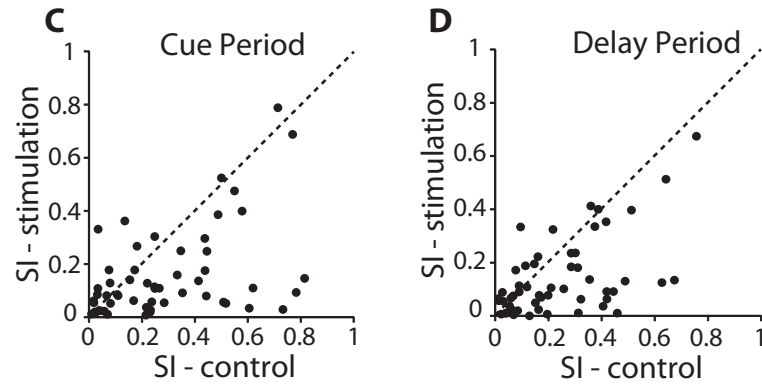 C
Cue Period
1
0.8
0.6
0.4
0.2
0
0 0.2 0.4 0.6 0.8 1
SI - stimulation
SI - control
D
Delay Period
1
0.8
0.6
0.4
0.2
0
0 0.2 0.4 0.6 0.8 1
SI - stimulation
SI - control